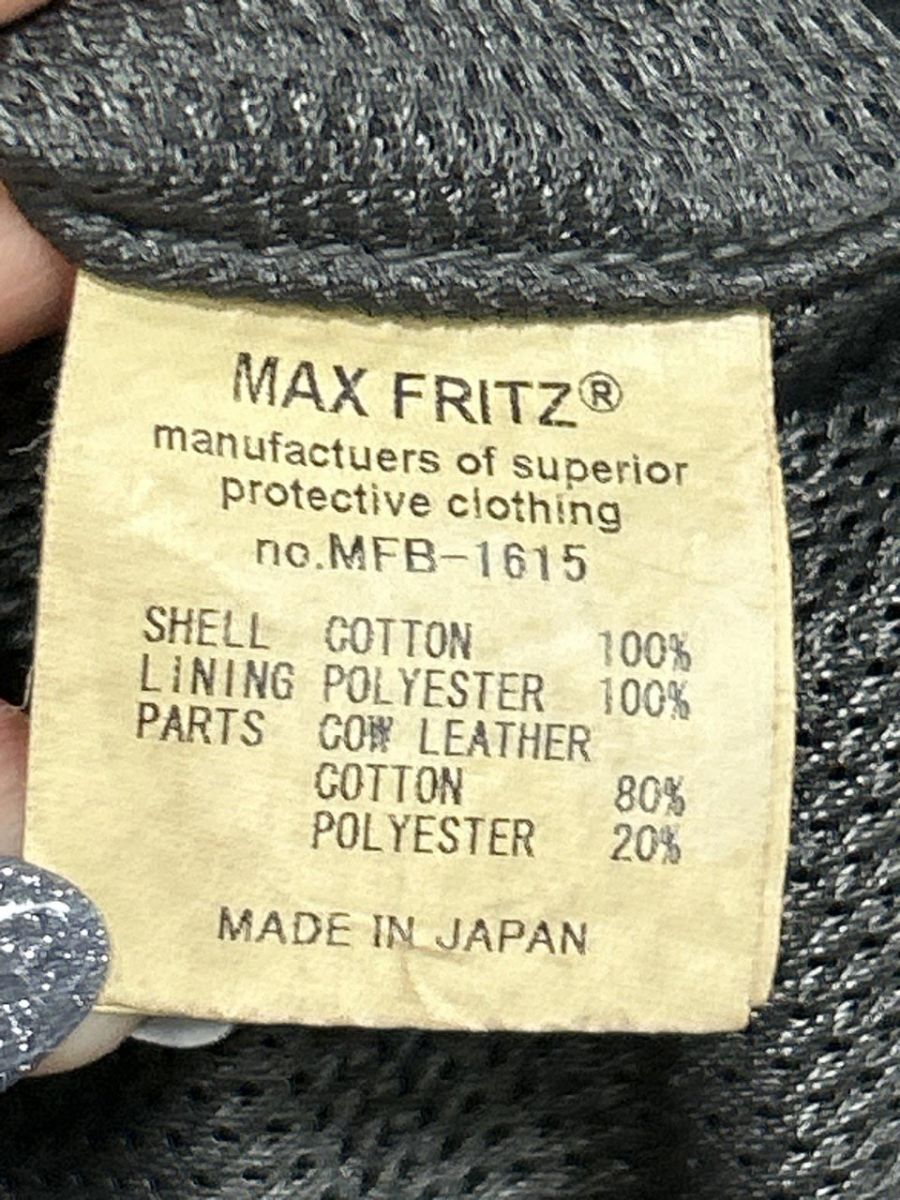 MAX FRITZ®
manufactuers of superior
protective clothing
no.MFB-1615
SHELL COTTON 100%
LINING POLYESTER 100%
PARTS COW LEATHER
COTTON 80%
POLYESTER 20%
MADE IN JAPAN